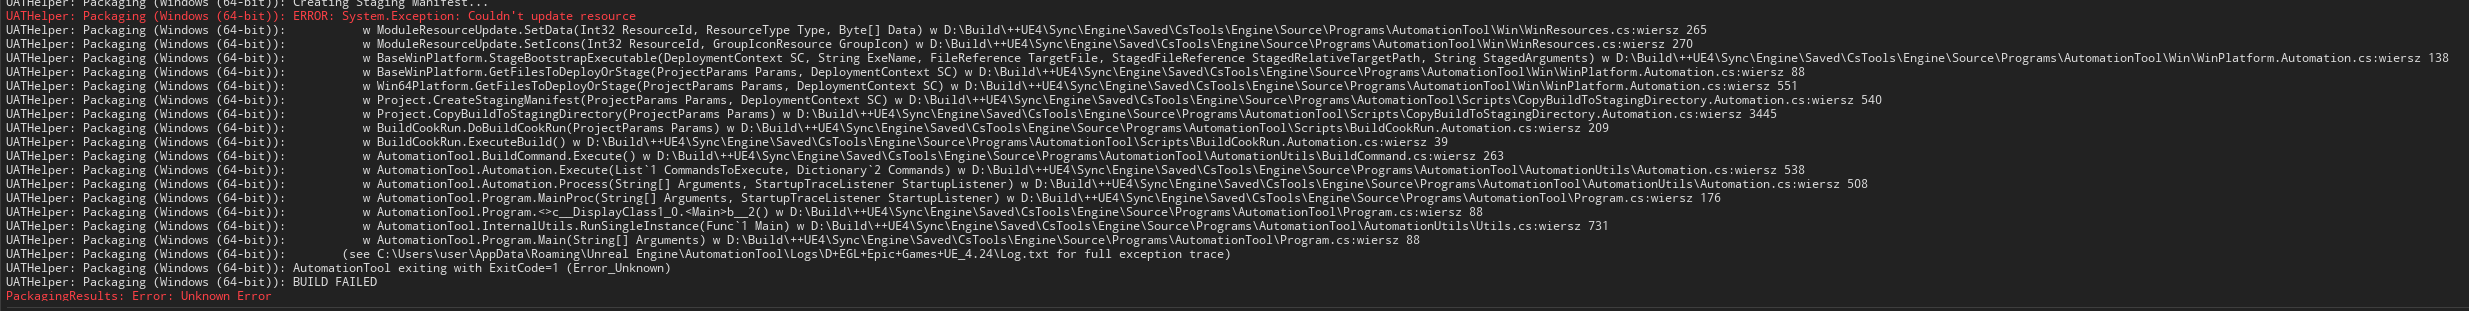 UATHelper: Packaging (Windows (64-bit)): Creating Staging Manifest...
UATHelper: Packaging (Windows (64-bit)): ERROR: System.Exception: Couldn't update resource
UATHelper: Packaging (Windows (64-bit)): w ModuleResourceUpdate.SetData(Int32 ResourceId, ResourceType Type, Byte[] Data) w D:\Build\++UE4\Sync\Engine\Saved\CsTools\Engine\Source\Programs\AutomationTool\Win\WinResources.cs:wiersz 265
UATHelper: Packaging (Windows (64-bit)): w ModuleResourceUpdate.SetIcons(Int32 ResourceId, GroupIconResource GroupIcon) w D:\Build\++UE4\Sync\Engine\Saved\CsTools\Engine\Source\Programs\AutomationTool\Win\WinResources.cs:wiersz 270
UATHelper: Packaging (Windows (64-bit)): w BaseWinPlatform.StageBootstrapExecutable(DeploymentContext SC, String ExeName, FileReference TargetFile, StagedFileReference StagedRelativeTargetPath, String StagedArguments) w D:\Build\++UE4\Sync\Engine\Saved\CsTools\Engine\Source\Programs\AutomationTool\Win\WinPlatform.Automation.cs:wiersz 138
UATHelper: Packaging (Windows (64-bit)): w BaseWinPlatform.GetFilesToDeployOrStage(ProjectParams Params, DeploymentContext SC) w D:\Build\++UE4\Sync\Engine\Saved\CsTools\Engine\Source\Programs\AutomationTool\Win\WinPlatform.Automation.cs:wiersz 88
UATHelper: Packaging (Windows (64-bit)): w Win64Platform.GetFilesToDeployOrStage(ProjectParams Params, DeploymentContext SC) w D:\Build\++UE4\Sync\Engine\Saved\CsTools\Engine\Source\Programs\AutomationTool\Win\WinPlatform.Automation.cs:wiersz 551
UATHelper: Packaging (Windows (64-bit)): w Project.CreateStagingManifest(ProjectParams Params, DeploymentContext SC) w D:\Build\++UE4\Sync\Engine\Saved\CsTools\Engine\Source\Programs\AutomationTool\Scripts\CopyBuildToStagingDirectory.Automation.cs:wiersz 540
UATHelper: Packaging (Windows (64-bit)): w Project.CopyBuildToStagingDirectory(ProjectParams Params) w D:\Build\++UE4\Sync\Engine\Saved\CsTools\Engine\Source\Programs\AutomationTool\Scripts\CopyBuildToStagingDirectory.Automation.cs:wiersz 3445
UATHelper: Packaging (Windows (64-bit)): w BuildCookRun.DoBuildCookRun(ProjectParams Params) w D:\Build\++UE4\Sync\Engine\Saved\CsTools\Engine\Source\Programs\AutomationTool\Scripts\BuildCookRun.Automation.cs:wiersz 209
UATHelper: Packaging (Windows (64-bit)): w BuildCookRun.ExecuteBuild() w D:\Build\++UE4\Sync\Engine\Saved\CsTools\Engine\Source\Programs\AutomationTool\Scripts\BuildCookRun.Automation.cs:wiersz 39
UATHelper: Packaging (Windows (64-bit)): w AutomationTool.BuildCommand.Execute() w D:\Build\++UE4\Sync\Engine\Saved\CsTools\Engine\Source\Programs\AutomationTool\AutomationUtils\BuildCommand.cs:wiersz 263
UATHelper: Packaging (Windows (64-bit)): w AutomationTool.Automation.Execute(List`1 CommandsToExecute, Dictionary`2 Commands) w D:\Build\++UE4\Sync\Engine\Saved\CsTools\Engine\Source\Programs\AutomationTool\AutomationUtils\Automation.cs:wiersz 538
UATHelper: Packaging (Windows (64-bit)): w AutomationTool.Automation.Process(String[] Arguments, StartupTraceListener StartupListener) w D:\Build\++UE4\Sync\Engine\Saved\CsTools\Engine\Source\Programs\AutomationTool\AutomationUtils\Automation.cs:wiersz 508
UATHelper: Packaging (Windows (64-bit)): w AutomationTool.Program.MainProc(String[] Arguments, StartupTraceListener StartupListener) w D:\Build\++UE4\Sync\Engine\Saved\CsTools\Engine\Source\Programs\AutomationTool\Program.cs:wiersz 176
UATHelper: Packaging (Windows (64-bit)): w AutomationTool.Program.<>c__DisplayClass1_0.<Main>b__2() w D:\Build\++UE4\Sync\Engine\Saved\CsTools\Engine\Source\Programs\AutomationTool\Program.cs:wiersz 88
UATHelper: Packaging (Windows (64-bit)): w AutomationTool.InternalUtils.RunSingleInstance(Func`1 Main) w D:\Build\++UE4\Sync\Engine\Saved\CsTools\Engine\Source\Programs\AutomationTool\AutomationUtils\Utils.cs:wiersz 731
UATHelper: Packaging (Windows (64-bit)): w AutomationTool.Program.Main(String[] Arguments) w D:\Build\++UE4\Sync\Engine\Saved\CsTools\Engine\Source\Programs\AutomationTool\Program.cs:wiersz 88
UATHelper: Packaging (Windows (64-bit)): (see C:\Users\user\AppData\Roaming\Unreal Engine\AutomationTool\Logs\D+EGL+Epic+Games+UE_4.24\Log.txt for full exception trace)
UATHelper: Packaging (Windows (64-bit)): AutomationTool exiting with ExitCode=1 (Error_Unknown)
UATHelper: Packaging (Windows (64-bit)): BUILD FAILED
PackagingResults: Error: Unknown Error